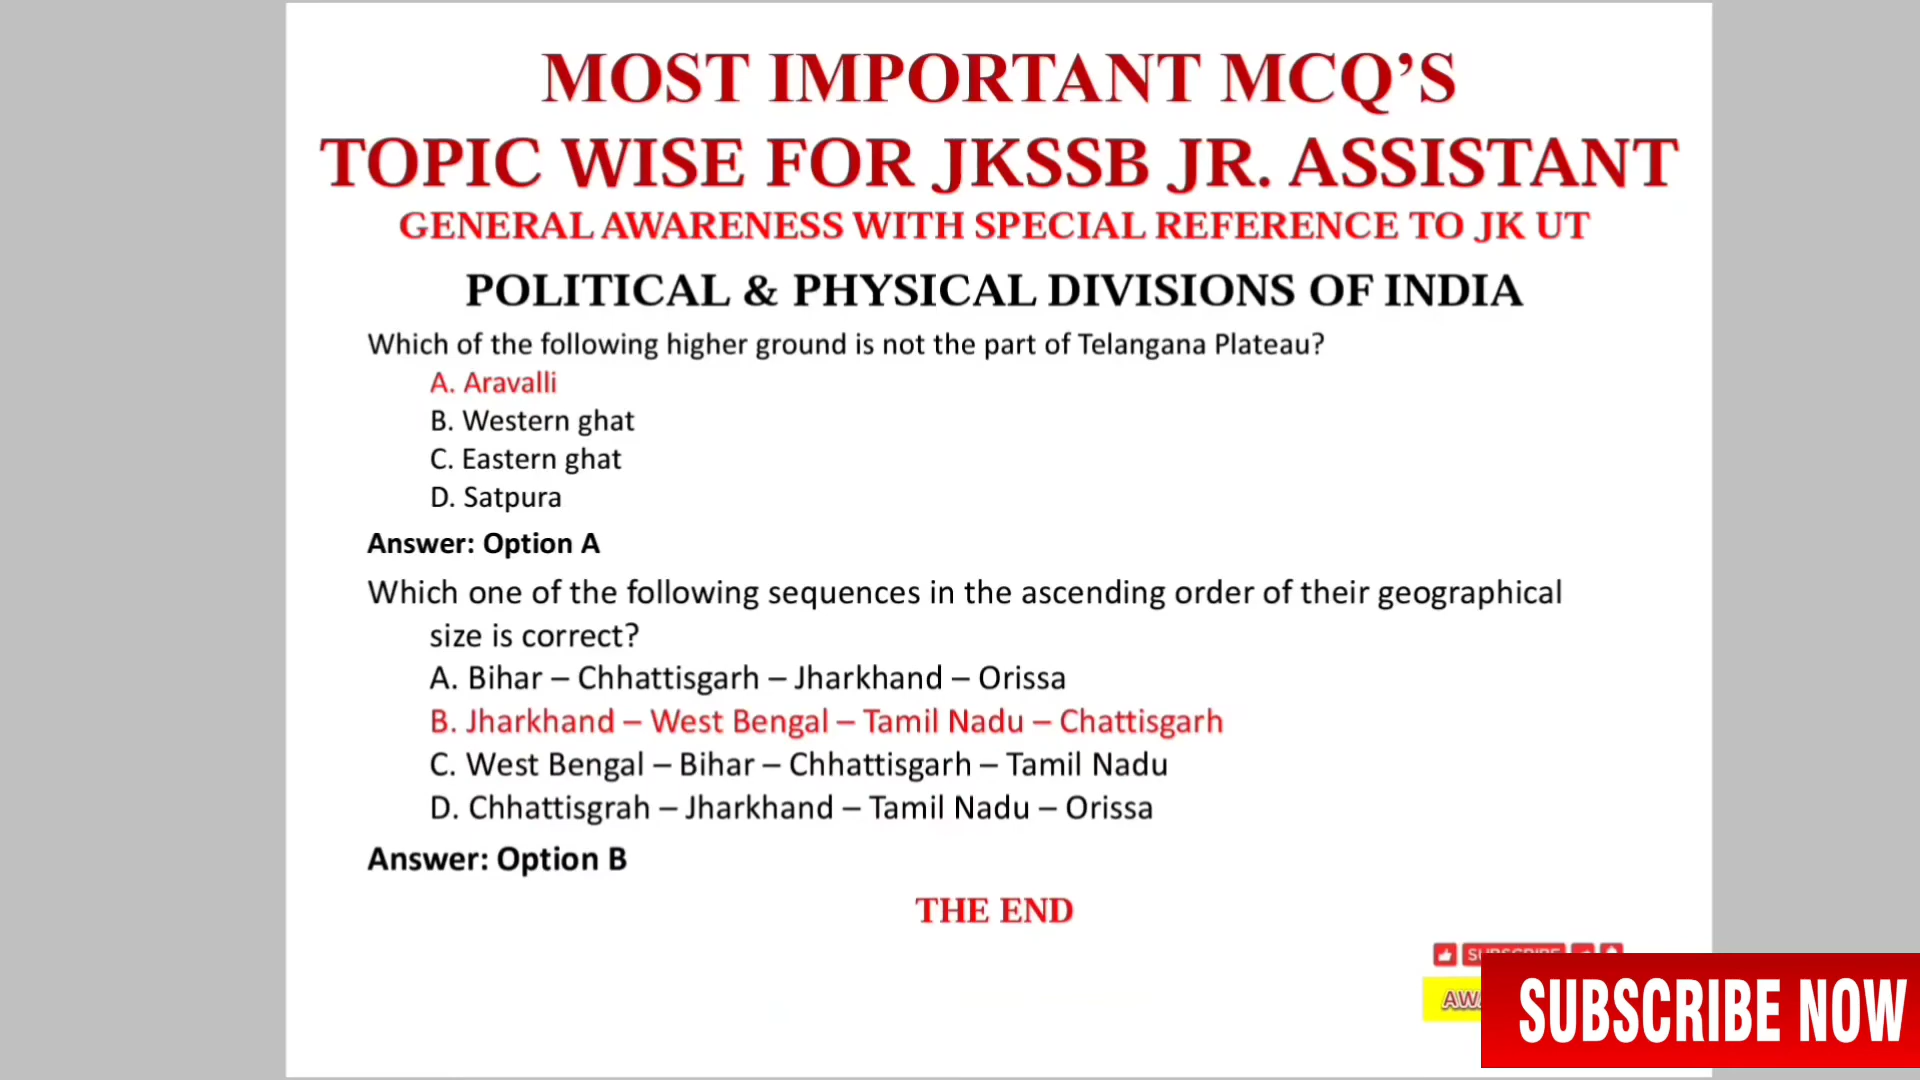 MOST IMPORTANT MCQ’S
TOPIC WISE FOR JKSSB JR. ASSISTANT
GENERAL AWARENESS WITH SPECIAL REFERENCE TO JK UT
POLITICAL & PHYSICAL DIVISIONS OF INDIA
Which of the following higher ground is not the part of Telangana Plateau?
A. Aravalli
B. Western ghat
C. Eastern ghat
D. Satpura
Answer: Option A
Which one of the following sequences in the ascending order of their geographical
size is correct?
A. Bihar – Chhattisgarh – Jharkhand – Orissa
B. Jharkhand – West Bengal – Tamil Nadu – Chattisgarh
C. West Bengal – Bihar – Chhattisgarh – Tamil Nadu
D. Chhattisgrah – Jharkhand – Tamil Nadu – Orissa
Answer: Option B
THE END
SUBSCRIBE
SUBSCRIBE NOW